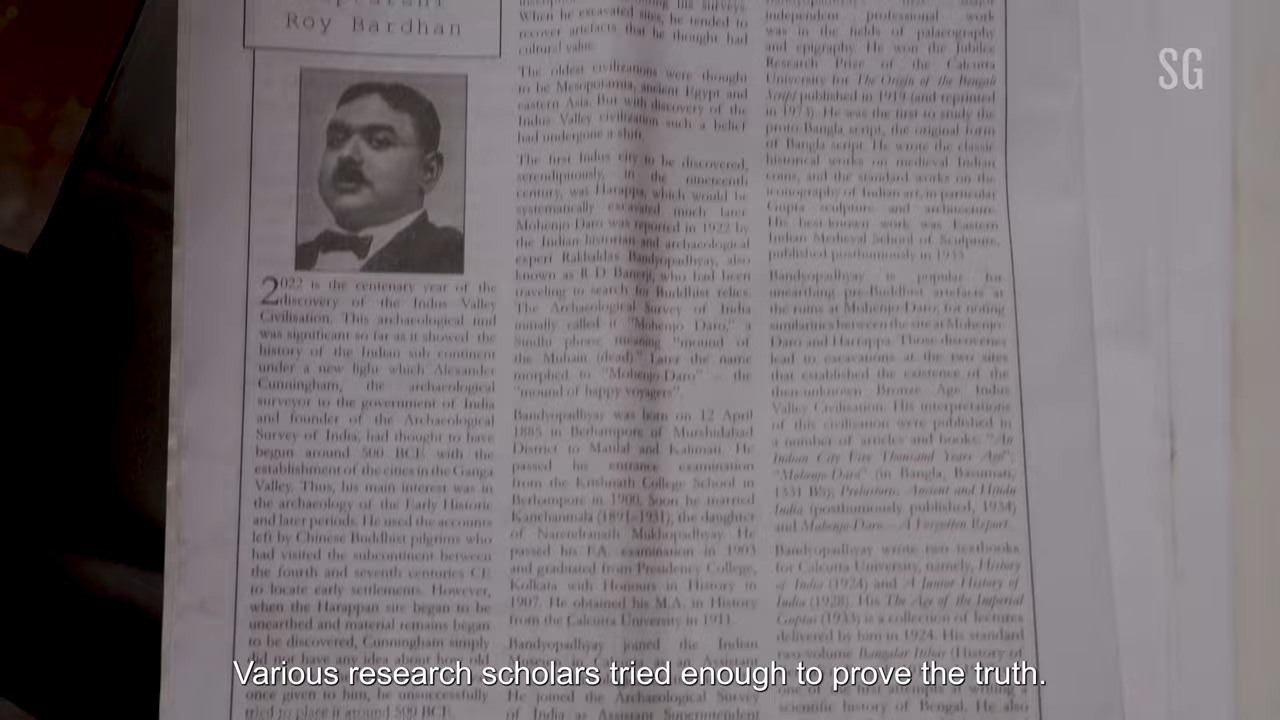 Roy Bardhan
2022 is the centenary year of the
discovery of the Indus Valley
Civilisation. This archaeological find
was significant so far as it showed the
history of the Indian sub continent
under a new light which Alexander
Cunningham, the archaeological
surveyor to the government of India
and founder of the Archaeological
Survey of India, had thought to have
begun around 500 BCE with the
establishment of the cities in the Ganga
Valley. Thus, his main interest was in
the archaeology of the Early Historic
and later periods. He used the accounts
left by Chinese Buddhist pilgrims who
had visited the subcontinent between
the fourth and seventh centuries CE
to locate early settlements. However,
when the Harappan site began to be
unearthed and material remains began
to be discovered, Cunningham simply
did not have any idea about how old
once given to him, he unsuccessfully
tried to place it around 500 BCE.
his surveys.
When he excavated sites, he tended to
recover artefacts that he thought had
cultural value.
The oldest civilizations were thought
to be Mesopotamia, ancient Egypt and
eastern Asia. But with discovery of the
Indus Valley civilization such a belief
had undergone a shift.
The first Indus city to be discovered,
serendipitously, in the nineteenth
century, was Harappa, which would be
systematically excavated much later.
Mohenjo Daro was reported in 1922 by
the Indian historian and archaeological
expert Rakhaldas Bandyopadhyay, also
known as R D Banerji, who had been
traveling to search for Buddhist relics.
The Archaeological Survey of India
initially called it "Mohenjo Daro," a
Sindhi phrase meaning "mound of
the Mohain (dead)." Later the name
morphed to "Mohenjo-Daro" – the
"mound of happy voyagers".
Bandyopadhyay was born on 12 April
1885 in Berhampore of Murshidabad
District to Matilal and Kalimati. He
passed his entrance examination
from the Krishnath College School in
Berhampore in 1900. Soon he married
Kanchanmala (1891-1931), the daughter
of Narendranath Mukhopadhyay. He
passed his F.A. examination in 1903
and graduated from Presidency College,
Kolkata with Honours in History in
1907. He obtained his M.A. in History
from the Calcutta University in 1911.
Bandyopadhyay joined the Indian
Assistant
He joined the Archaeological Survey
of India as Assistant Superintendent
independent professional work
was in the fields of palaeography
and epigraphy. He won the Jubilee
Research Prize of the Calcutta
University for The Origin of the Bengali
Script published in 1919 (and reprinted
in 1973). He was the first to study the
proto-Bangla script, the original form
of Bangla script. He wrote the classic
historical works on medieval Indian
coins, and the standard works on the
iconography of Indian art, in particular
Gupta sculpture and architecture.
His best-known work was Eastern
Indian Medieval School of Sculpture,
published posthumously in 1933
Bandyopadhyay is popular for
unearthing pre-Buddhist artefacts at
the ruins at Mohenjo Daro, for noting
similarities between the site at Mohenjo
Daro and Harappa. Those discoveries
lead to excavations at the two sites
that established the existence of the
then-unknown Bronze Age Indus
Valley Civilisation. His interpretations
of this civilization were published in
a number of articles and books: "An
Indian City Five Thousand Years Ago";
"Mohenjo-Daro" (in Bangla, Basumati,
1331 BS); Prehistoric, Ancient and Hindu
India (posthumously published, 1934)
and Mohenjo-Daro – A Forgotten Report.
Bandyopadhyay wrote two textbooks
for Calcutta University, namely, History
of India (1924) and A Junior History of
India (1928). His The Age of the Imperial
Guptas (1933) is a collection of lectures
delivered by him in 1924. His standard
two-volume Bangalar Itihas (History of
one of the first attempts at writing a
scientific history of Bengal. He also
SG
Various research scholars tried enough to prove the truth.